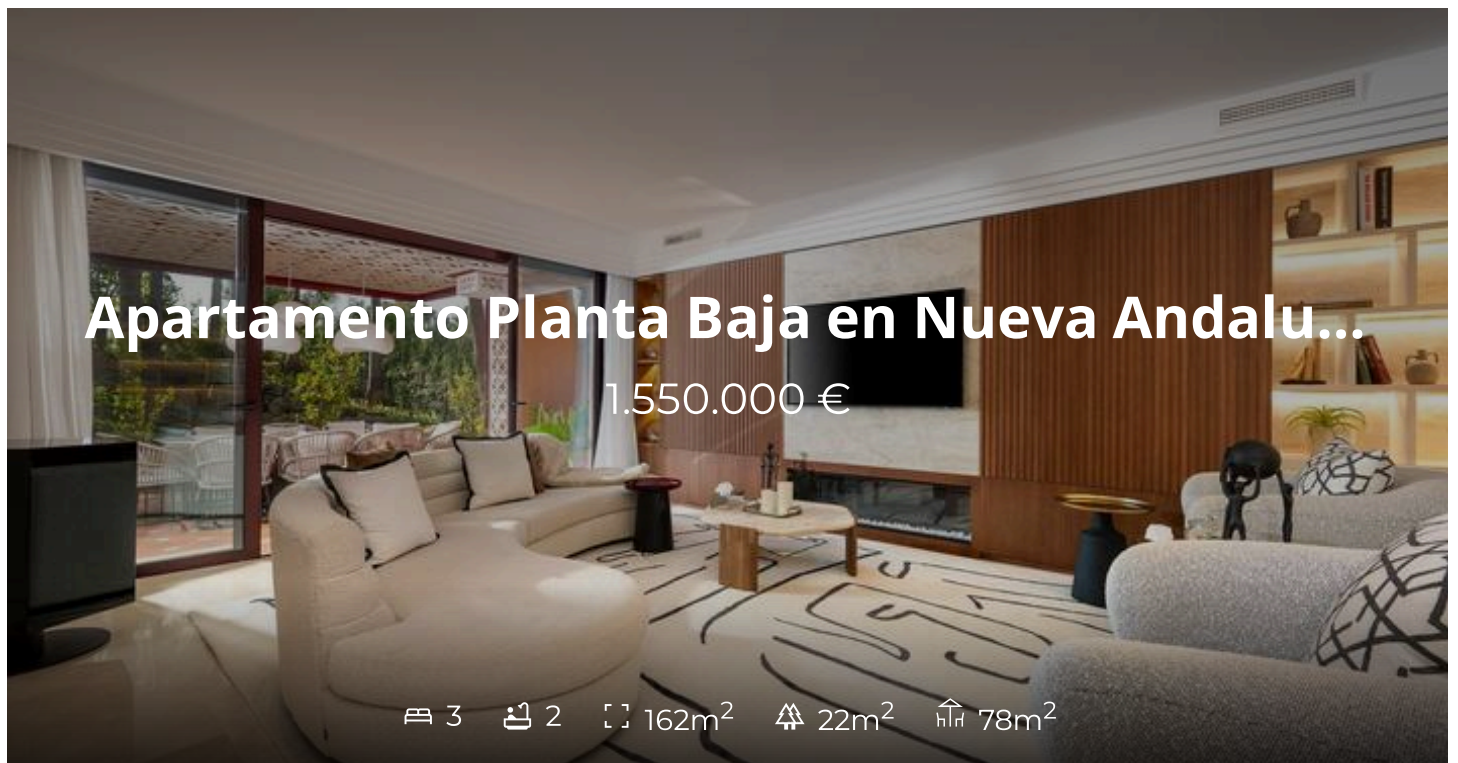 Apartamento Planta Baja en Nueva Andalu...
1.550.000 €
3 2 162m² 22m² 78m²